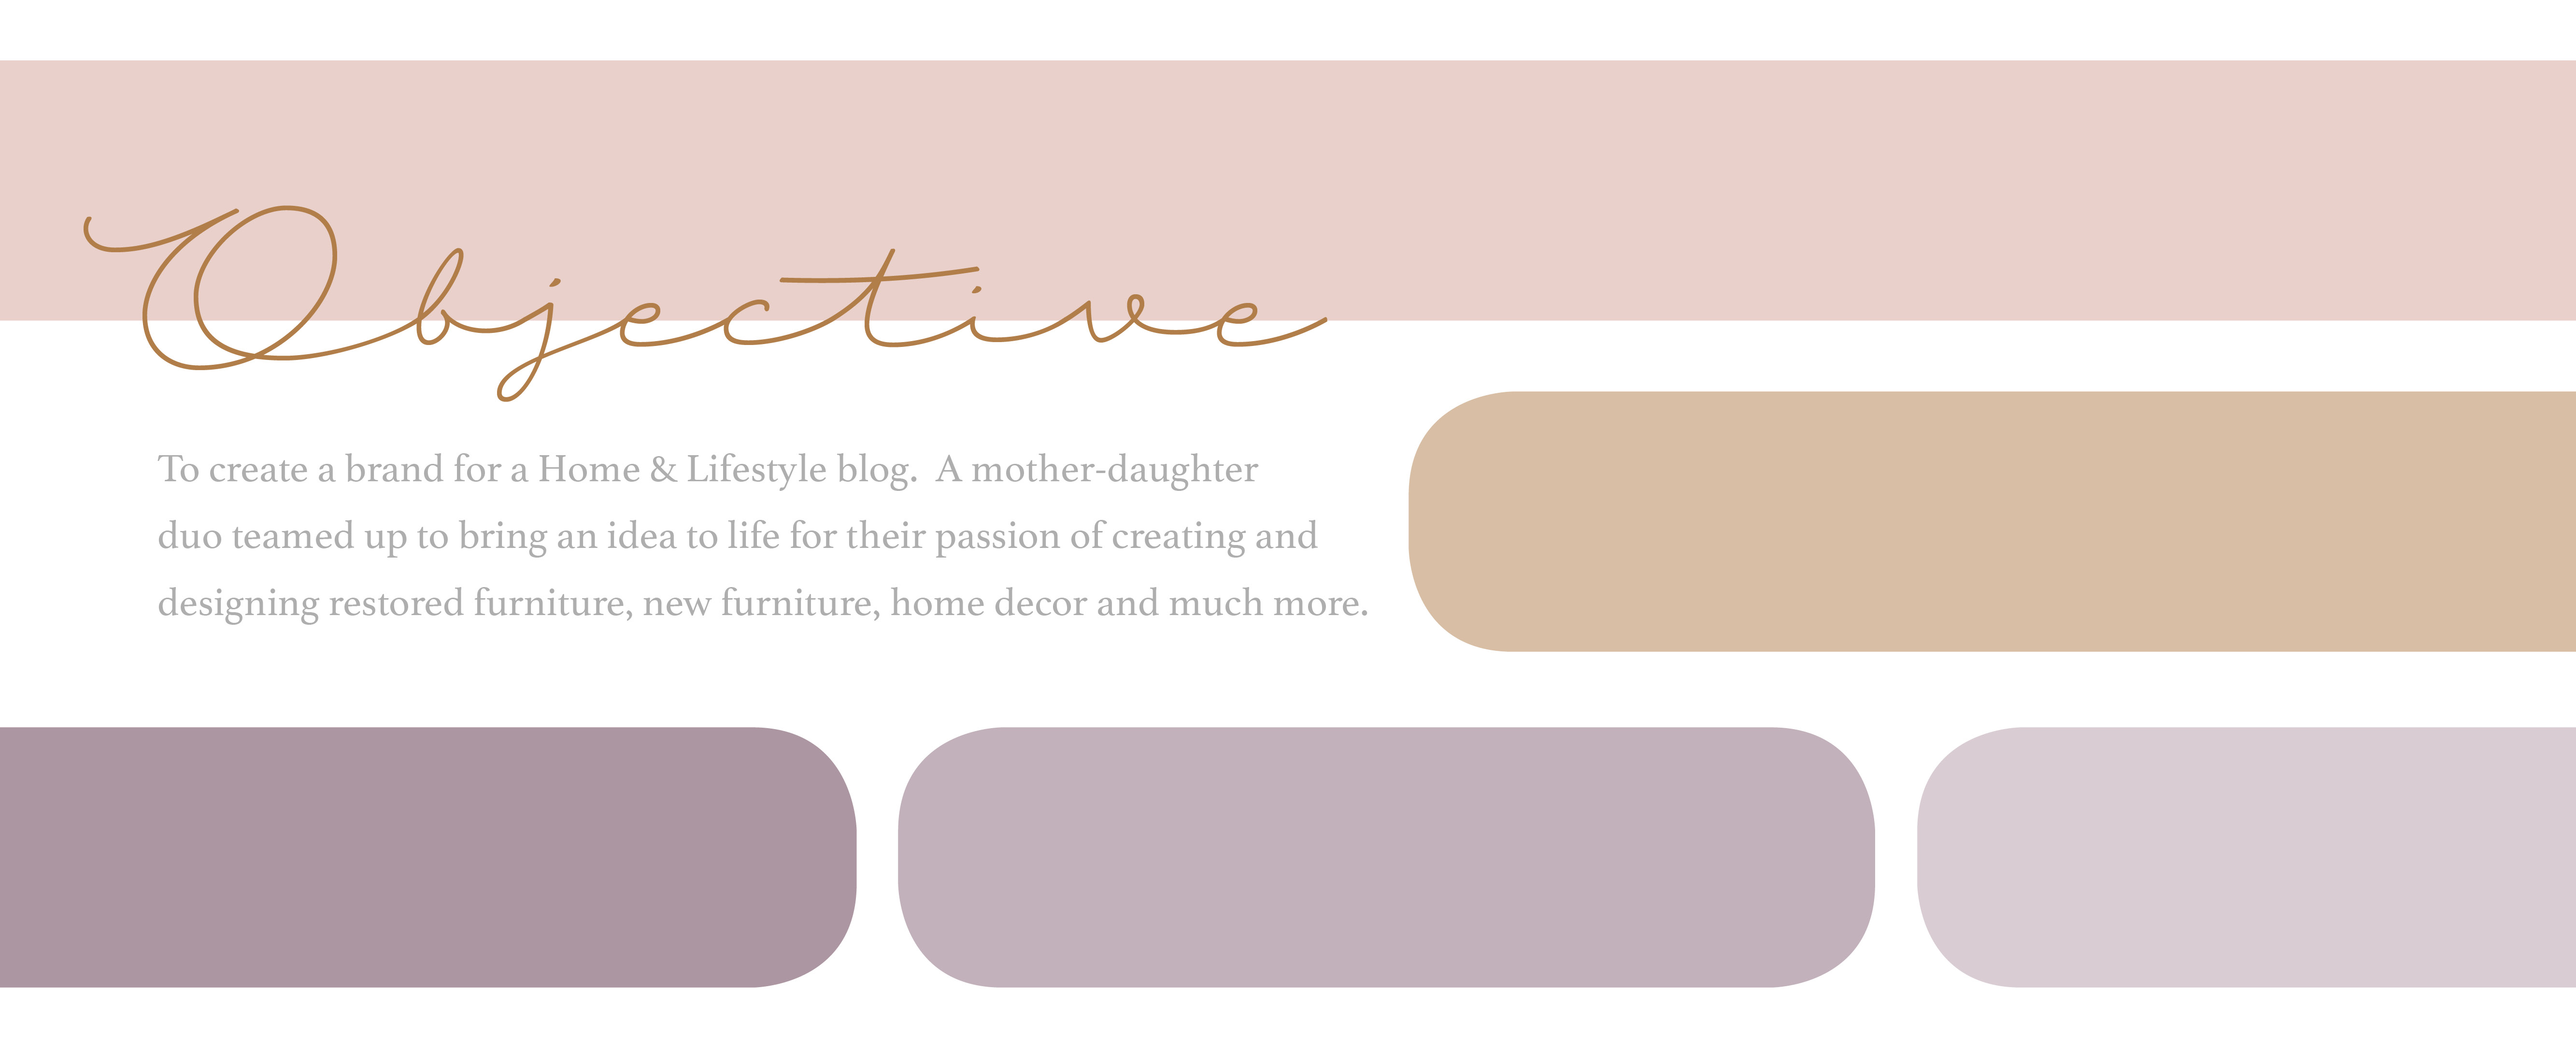 Objective
To create a brand for a Home & Lifestyle blog.  A mother-daughter
duo teamed up to bring an idea to life for their passion of creating and
designing restored furniture, new furniture, home decor and much more.